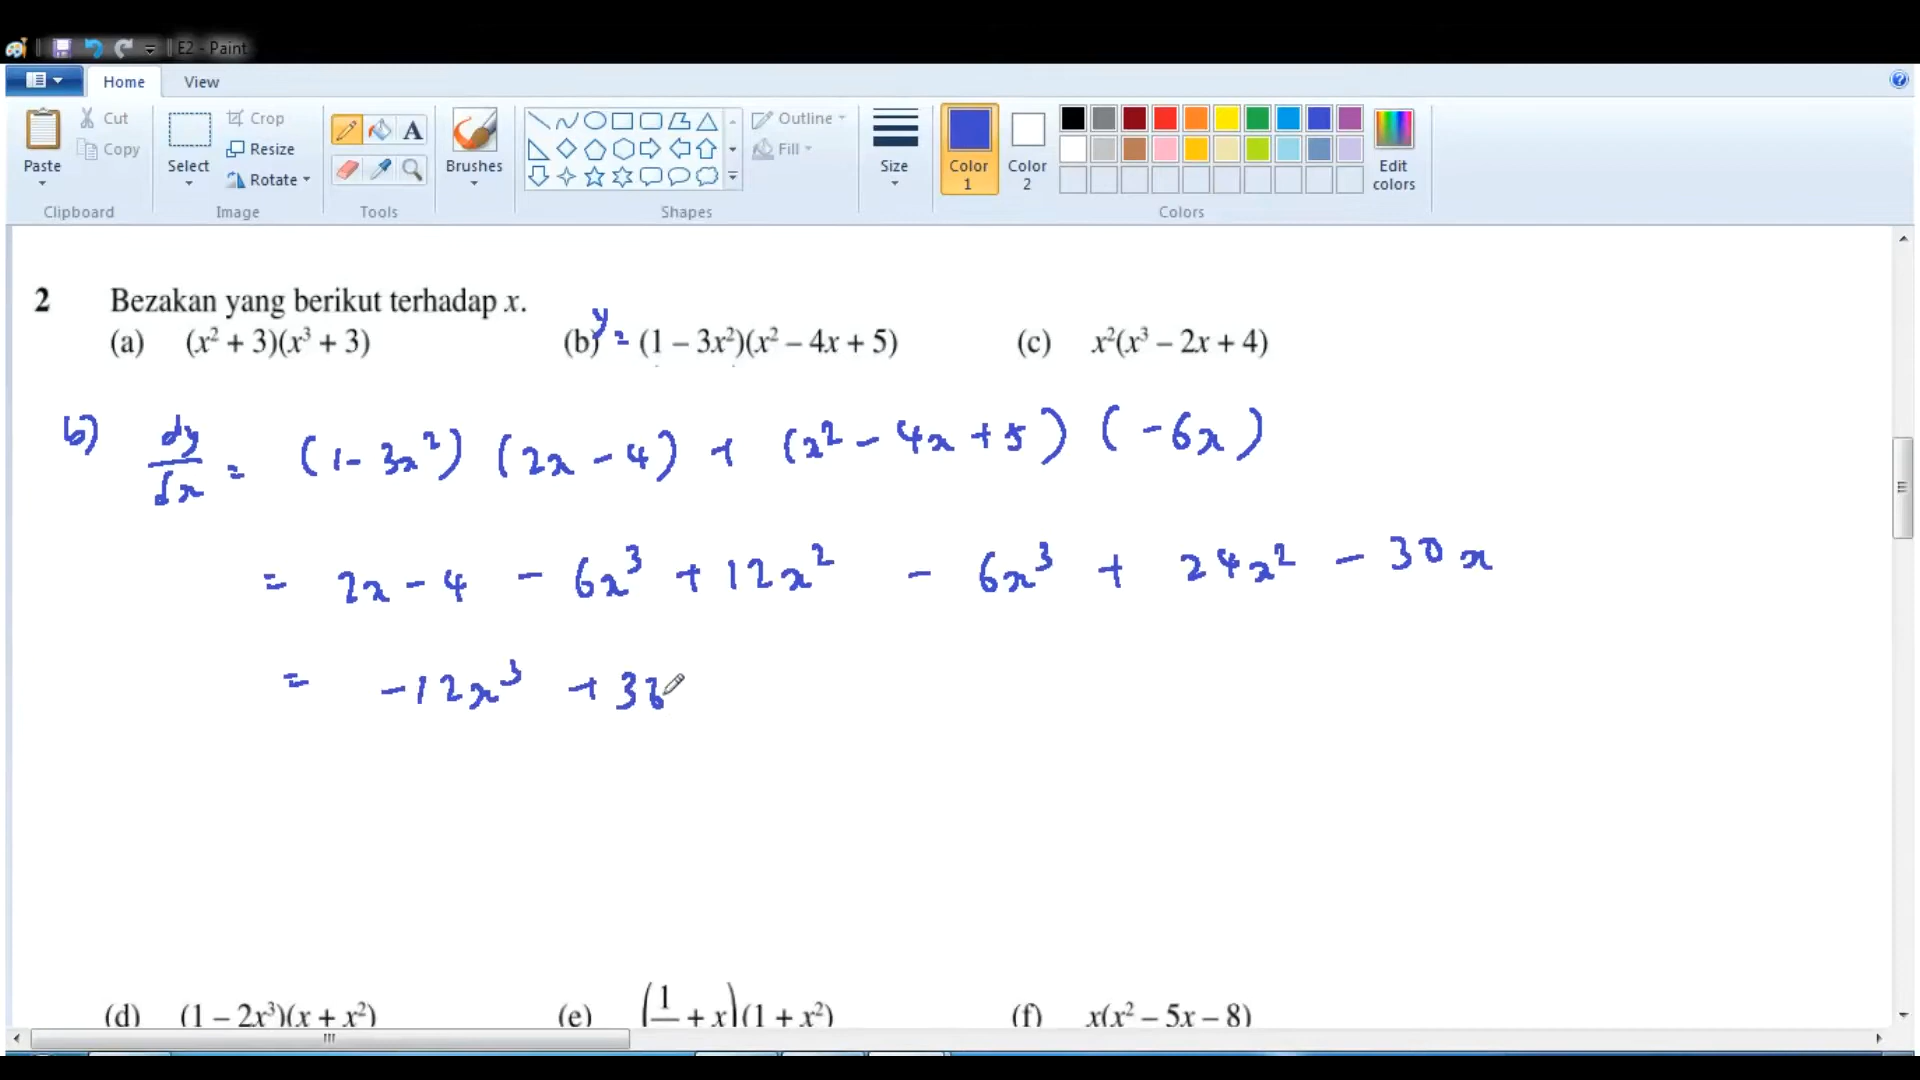 E2 - Paint
Home View
Paste Cut Copy Clipboard
Select Crop Resize Rotate Image
Tools
Brushes
Shapes
Outline Fill
Size
Color 1
Color 2
Edit colors
Colors
2 Bezakan yang berikut terhadap x.
(a) (x² + 3)(x³ + 3) (b) y = (1 – 3x²)(x² – 4x + 5) (c) x²(x³ – 2x + 4)
b) dy/dx = (1 - 3x²) (2x - 4) + (x² - 4x + 5) (-6x)
= 2x - 4 - 6x³ + 12x² - 6x³ + 24x² - 30x
= -12x³ + 36
(d) (1 – 2x³)(x + x²) (e) (1/ + x)(1 + x²) (f) x(x² – 5x – 8)